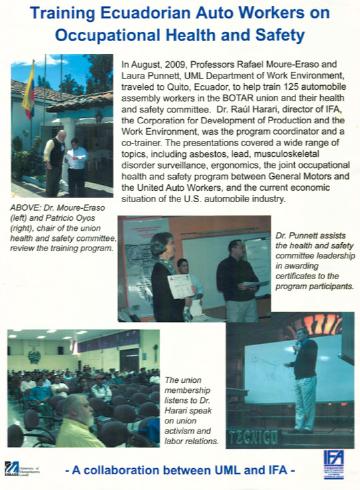 Training Ecuadorian Auto Workers on
Occupational Health and Safety
In August, 2009, Professors Rafael Moure-Eraso and
Laura Punnett, UML Department of Work Environment,
traveled to Quito, Ecuador, to help train 125 automobile
assembly workers in the BOTAR union and their health
and safety committee. Dr. Raúl Harari, director of IFA,
the Corporation for Development of Production and the
Work Environment, was the program coordinator and a
co-trainer. The presentations covered a wide range of
topics, including asbestos, lead, musculoskeletal
disorder surveillance, ergonomics, the joint occupational
health and safety program between General Motors and
the United Auto Workers, and the current economic
situation of the U.S. automobile industry.
ABOVE: Dr. Moure-Eraso
(left) and Patricio Oyos
(right), chair of the union
health and safety committee,
review the training program.
Dr. Punnett assists
the health and safety
committee leadership
in awarding
certificates to the
program participants.
The union
membership
listens to Dr.
Harari speak
on union
activism and
labor relations.
TECNICO
University of
Massachusetts
Lowell
- A collaboration between UML and IFA -
IFA